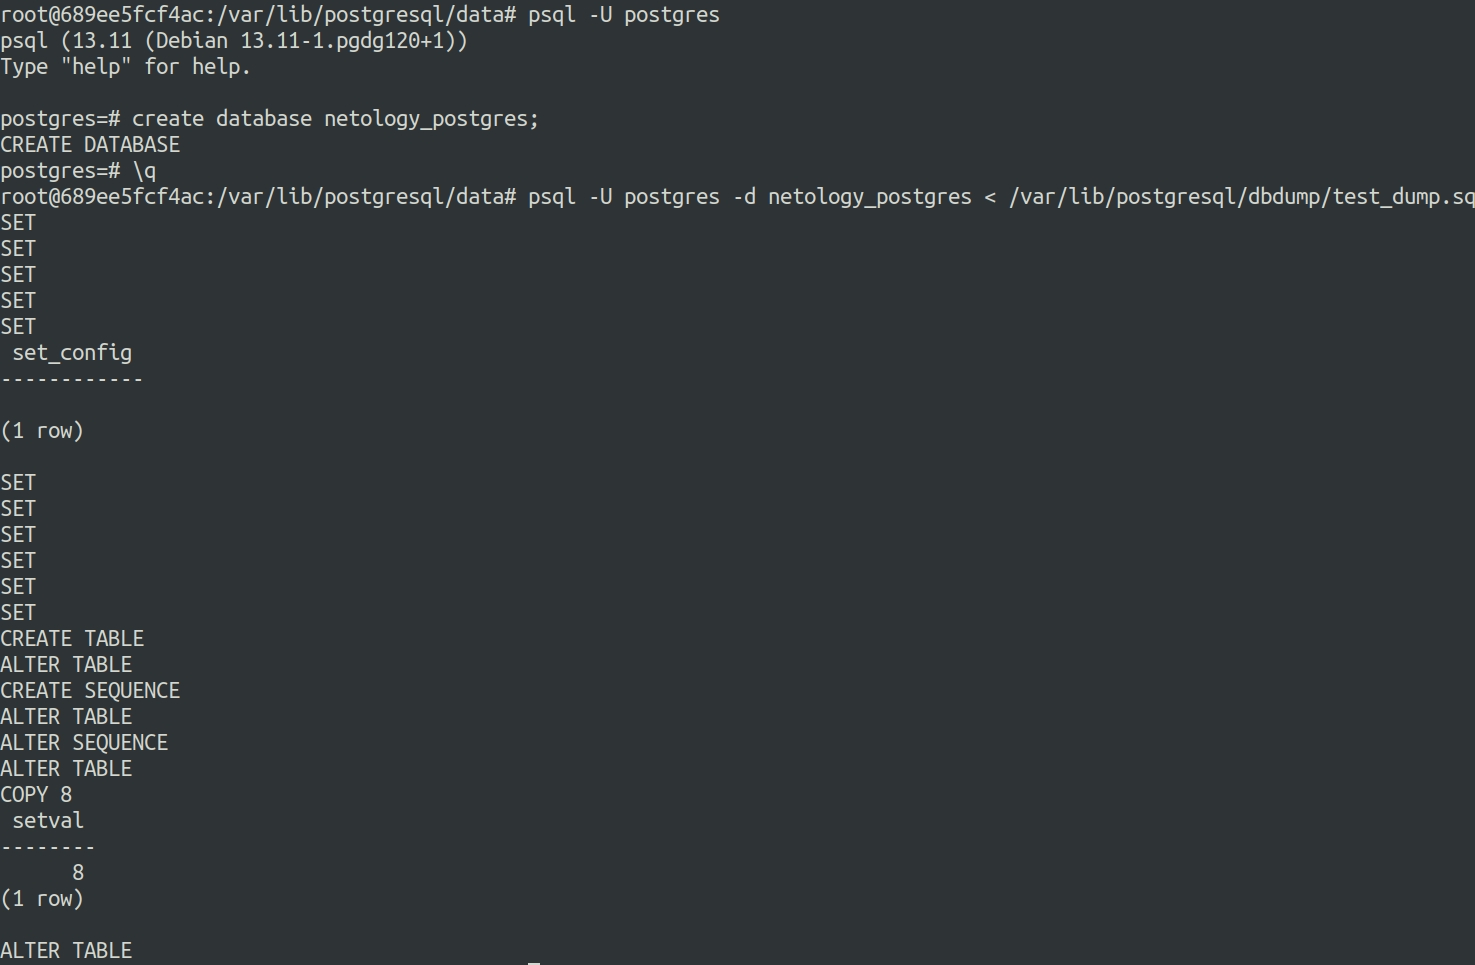 root@689ee5fcf4ac:/var/lib/postgresql/data# psql -U postgres
psql (13.11 (Debian 13.11-1.pgdg120+1))
Type "help" for help.

postgres=# create database netology_postgres;
CREATE DATABASE
postgres=# \q
root@689ee5fcf4ac:/var/lib/postgresql/data# psql -U postgres -d netology_postgres < /var/lib/postgresql/dbdump/test_dump.sq
SET
SET
SET
SET
SET
 set_config
------------

(1 row)

SET
SET
SET
SET
SET
SET
CREATE TABLE
ALTER TABLE
CREATE SEQUENCE
ALTER TABLE
ALTER SEQUENCE
ALTER TABLE
COPY 8
 setval
--------
      8
(1 row)

ALTER TABLE